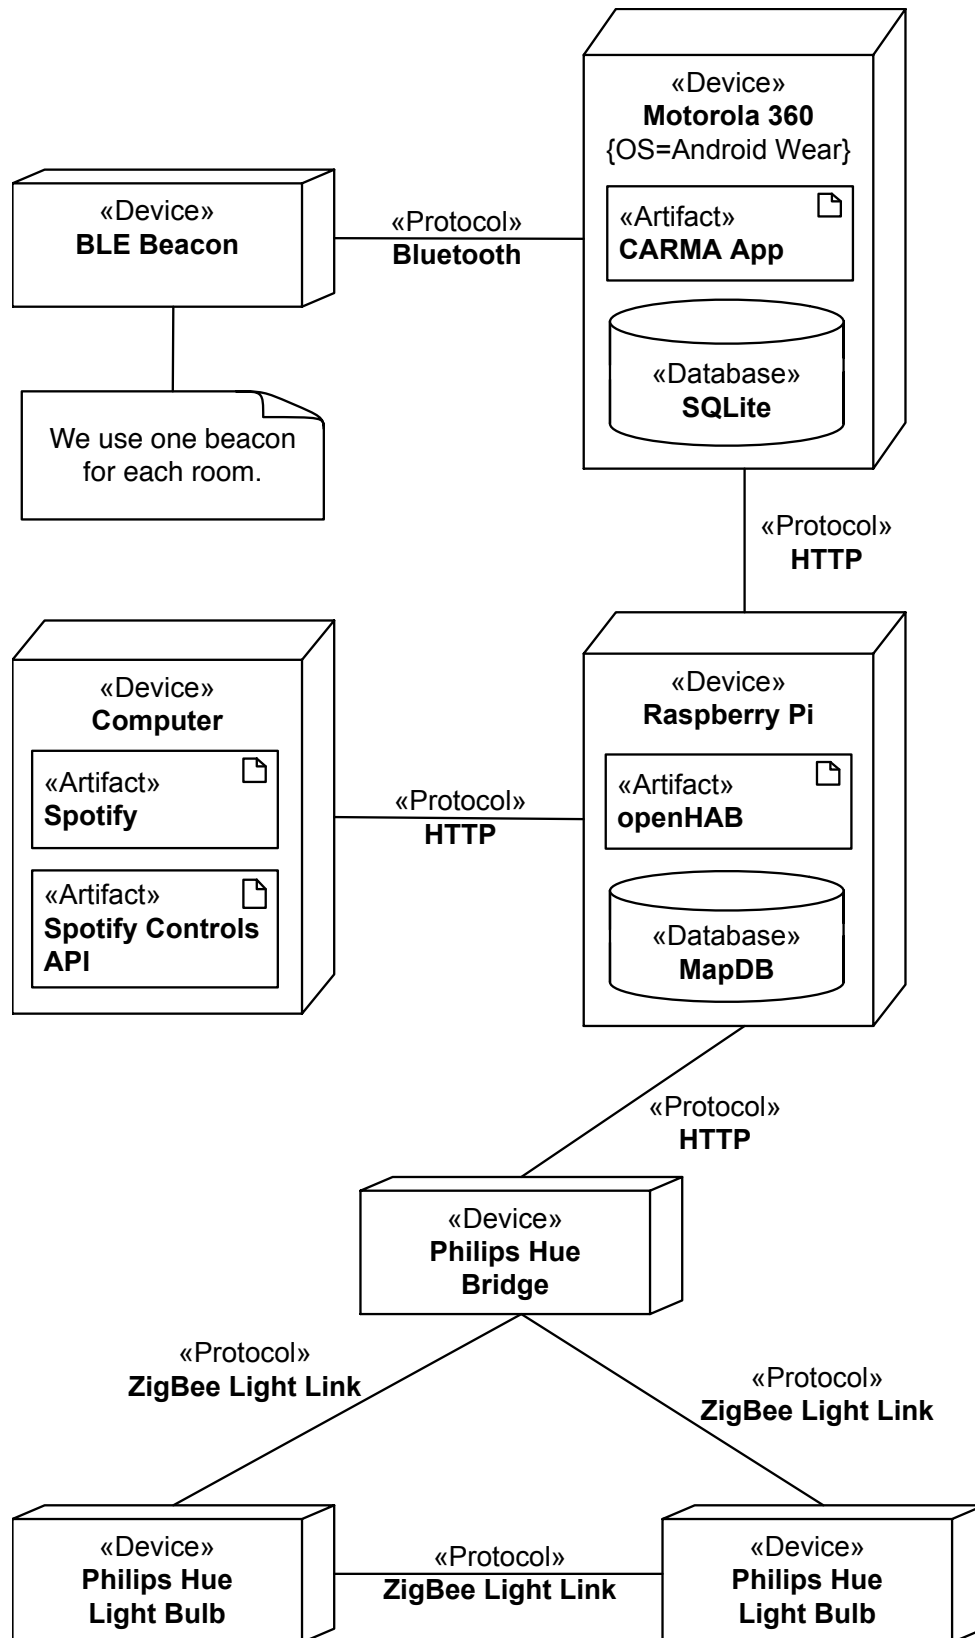 «Device»
Motorola 360
{OS=Android Wear}
«Artifact»
CARMA App
«Database»
SQLite
«Device»
BLE Beacon
«Protocol»
Bluetooth
We use one beacon
for each room.
«Protocol»
HTTP
«Device»
Computer
«Artifact»
Spotify
«Artifact»
Spotify Controls
API
«Protocol»
HTTP
«Device»
Raspberry Pi
«Artifact»
openHAB
«Database»
MapDB
«Protocol»
HTTP
«Device»
Philips Hue
Bridge
«Protocol»
ZigBee Light Link
«Protocol»
ZigBee Light Link
«Device»
Philips Hue
Light Bulb
«Protocol»
ZigBee Light Link
«Device»
Philips Hue
Light Bulb